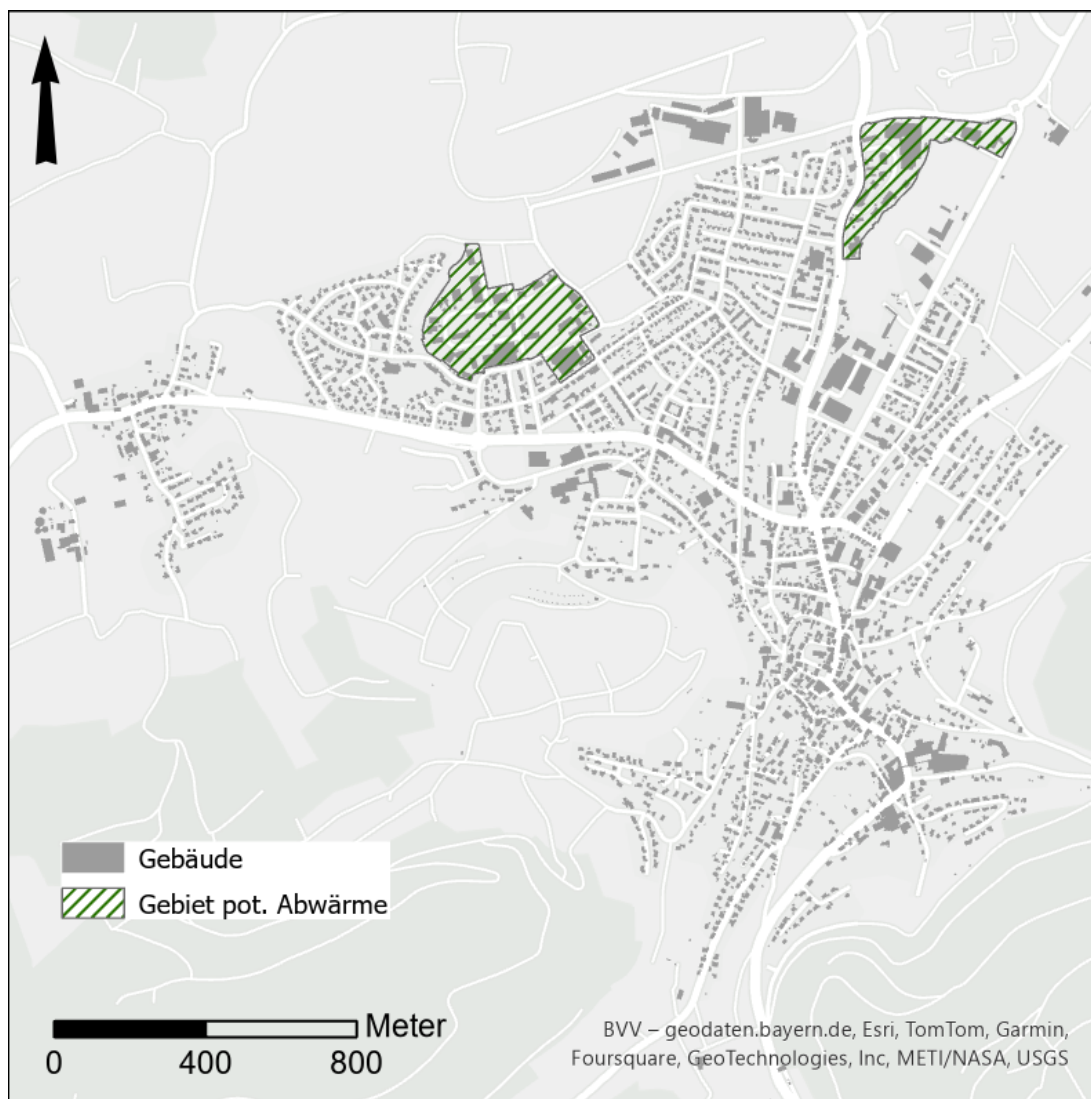 Gebäude
Gebiet pot. Abwärme
Meter
0 400 800
BVV – geodaten.bayern.de, Esri, TomTom, Garmin,
Foursquare, GeoTechnologies, Inc, METI/NASA, USGS